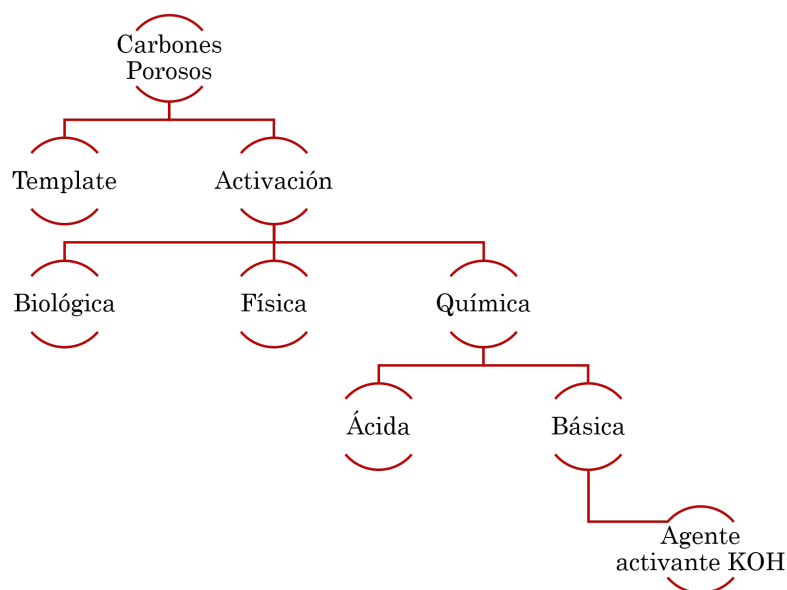 Carbones
Porosos
Template
Activación
Biológica
Física
Química
Ácida
Básica
Agente
activante KOH